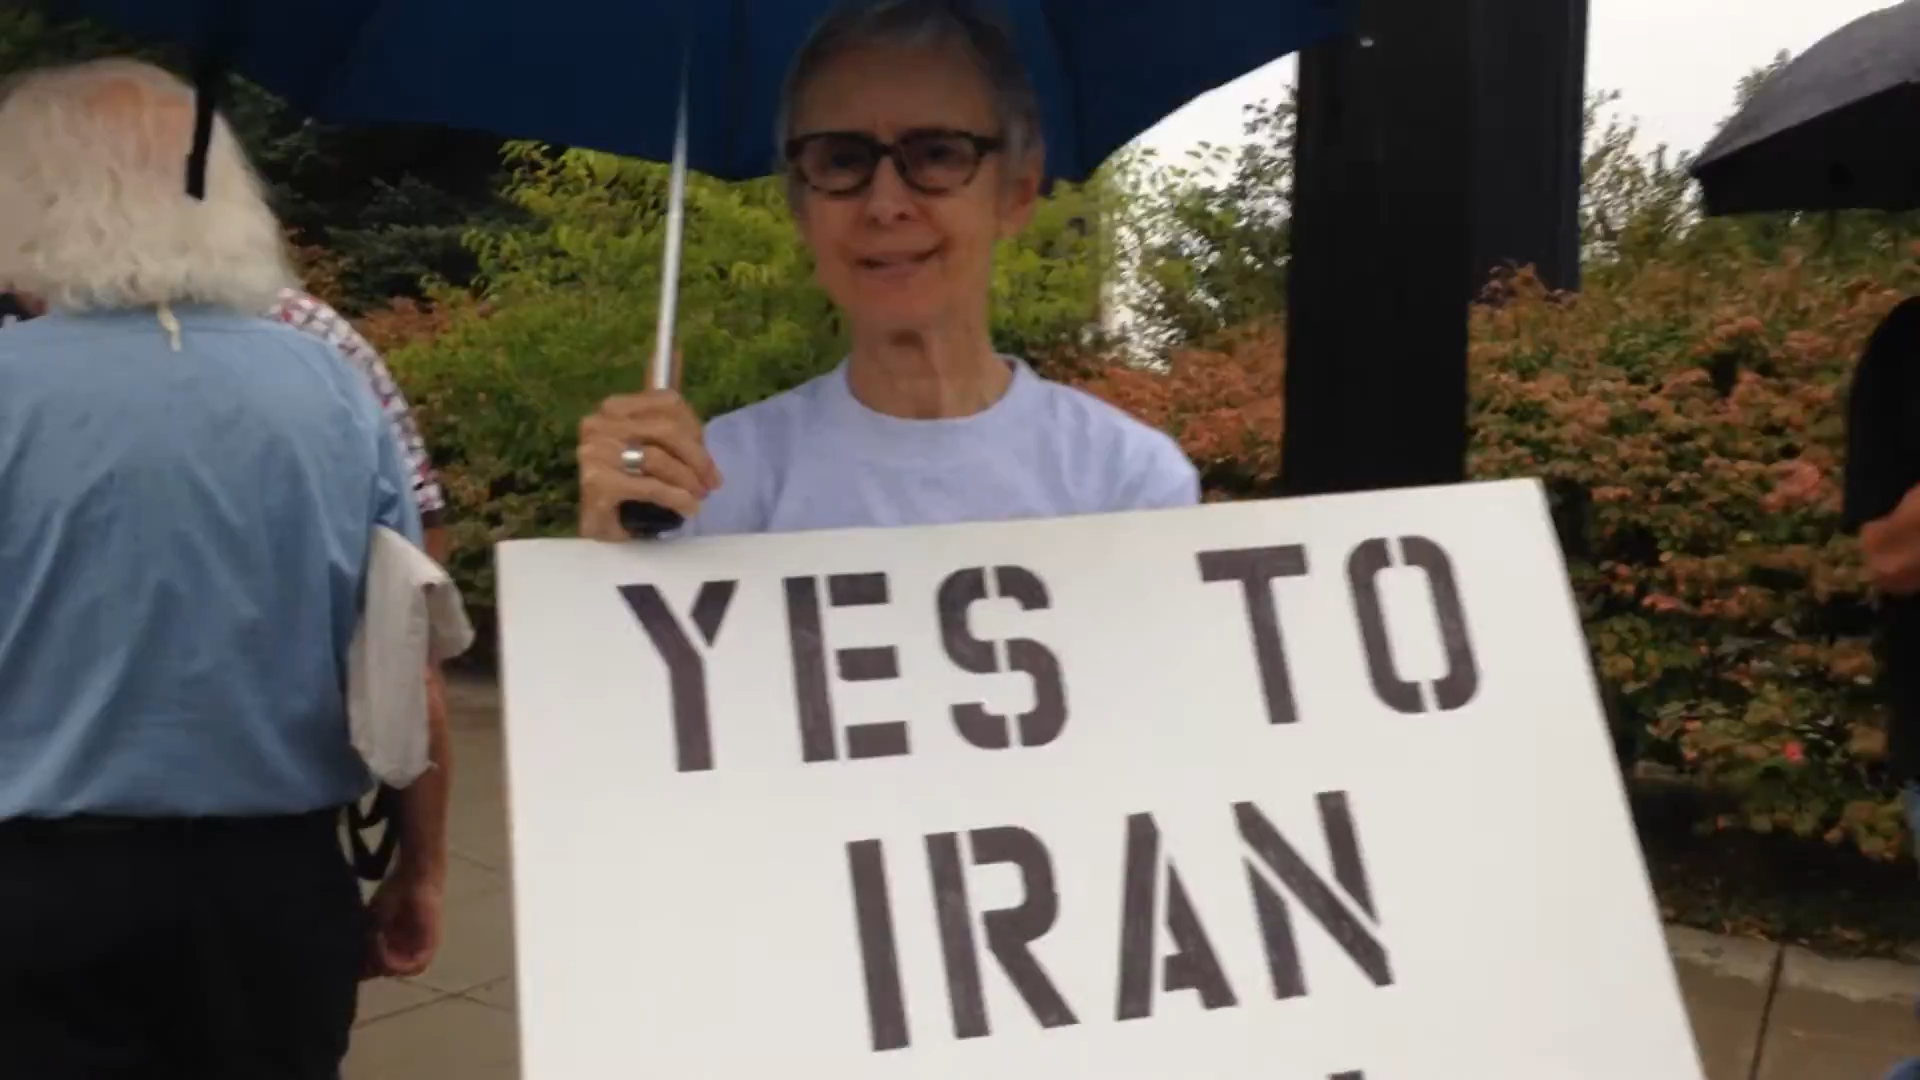 YES TO
IRAN